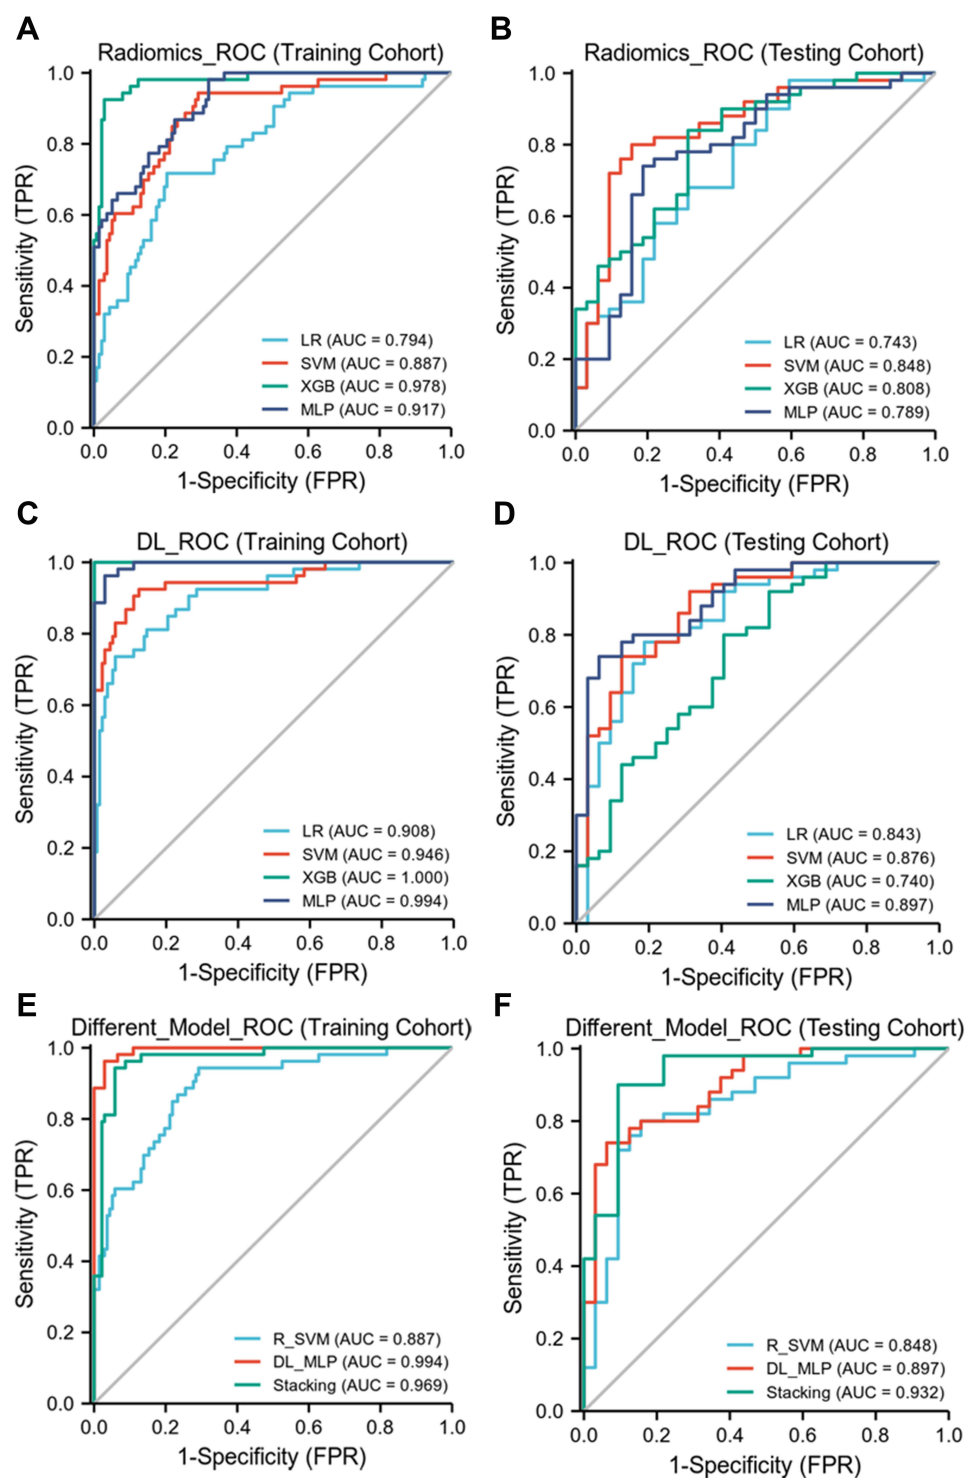 A
Radiomics_ROC (Training Cohort)
1.0
0.8
0.6
0.4
0.2
0.0
Sensitivity (TPR)
LR (AUC = 0.794)
SVM (AUC = 0.887)
XGB (AUC = 0.978)
MLP (AUC = 0.917)
0.0 0.2 0.4 0.6 0.8 1.0
1-Specificity (FPR)
B
Radiomics_ROC (Testing Cohort)
1.0
0.8
0.6
0.4
0.2
0.0
Sensitivity (TPR)
LR (AUC = 0.743)
SVM (AUC = 0.848)
XGB (AUC = 0.808)
MLP (AUC = 0.789)
0.0 0.2 0.4 0.6 0.8 1.0
1-Specificity (FPR)
C
DL_ROC (Training Cohort)
1.0
0.8
0.6
0.4
0.2
0.0
Sensitivity (TPR)
LR (AUC = 0.908)
SVM (AUC = 0.946)
XGB (AUC = 1.000)
MLP (AUC = 0.994)
0.0 0.2 0.4 0.6 0.8 1.0
1-Specificity (FPR)
D
DL_ROC (Testing Cohort)
1.0
0.8
0.6
0.4
0.2
0.0
Sensitivity (TPR)
LR (AUC = 0.843)
SVM (AUC = 0.876)
XGB (AUC = 0.740)
MLP (AUC = 0.897)
0.0 0.2 0.4 0.6 0.8 1.0
1-Specificity (FPR)
E
Different_Model_ROC (Training Cohort)
1.0
0.8
0.6
0.4
0.2
0.0
Sensitivity (TPR)
R_SVM (AUC = 0.887)
DL_MLP (AUC = 0.994)
Stacking (AUC = 0.969)
0.0 0.2 0.4 0.6 0.8 1.0
1-Specificity (FPR)
F
Different_Model_ROC (Testing Cohort)
1.0
0.8
0.6
0.4
0.2
0.0
Sensitivity (TPR)
R_SVM (AUC = 0.848)
DL_MLP (AUC = 0.897)
Stacking (AUC = 0.932)
0.0 0.2 0.4 0.6 0.8 1.0
1-Specificity (FPR)